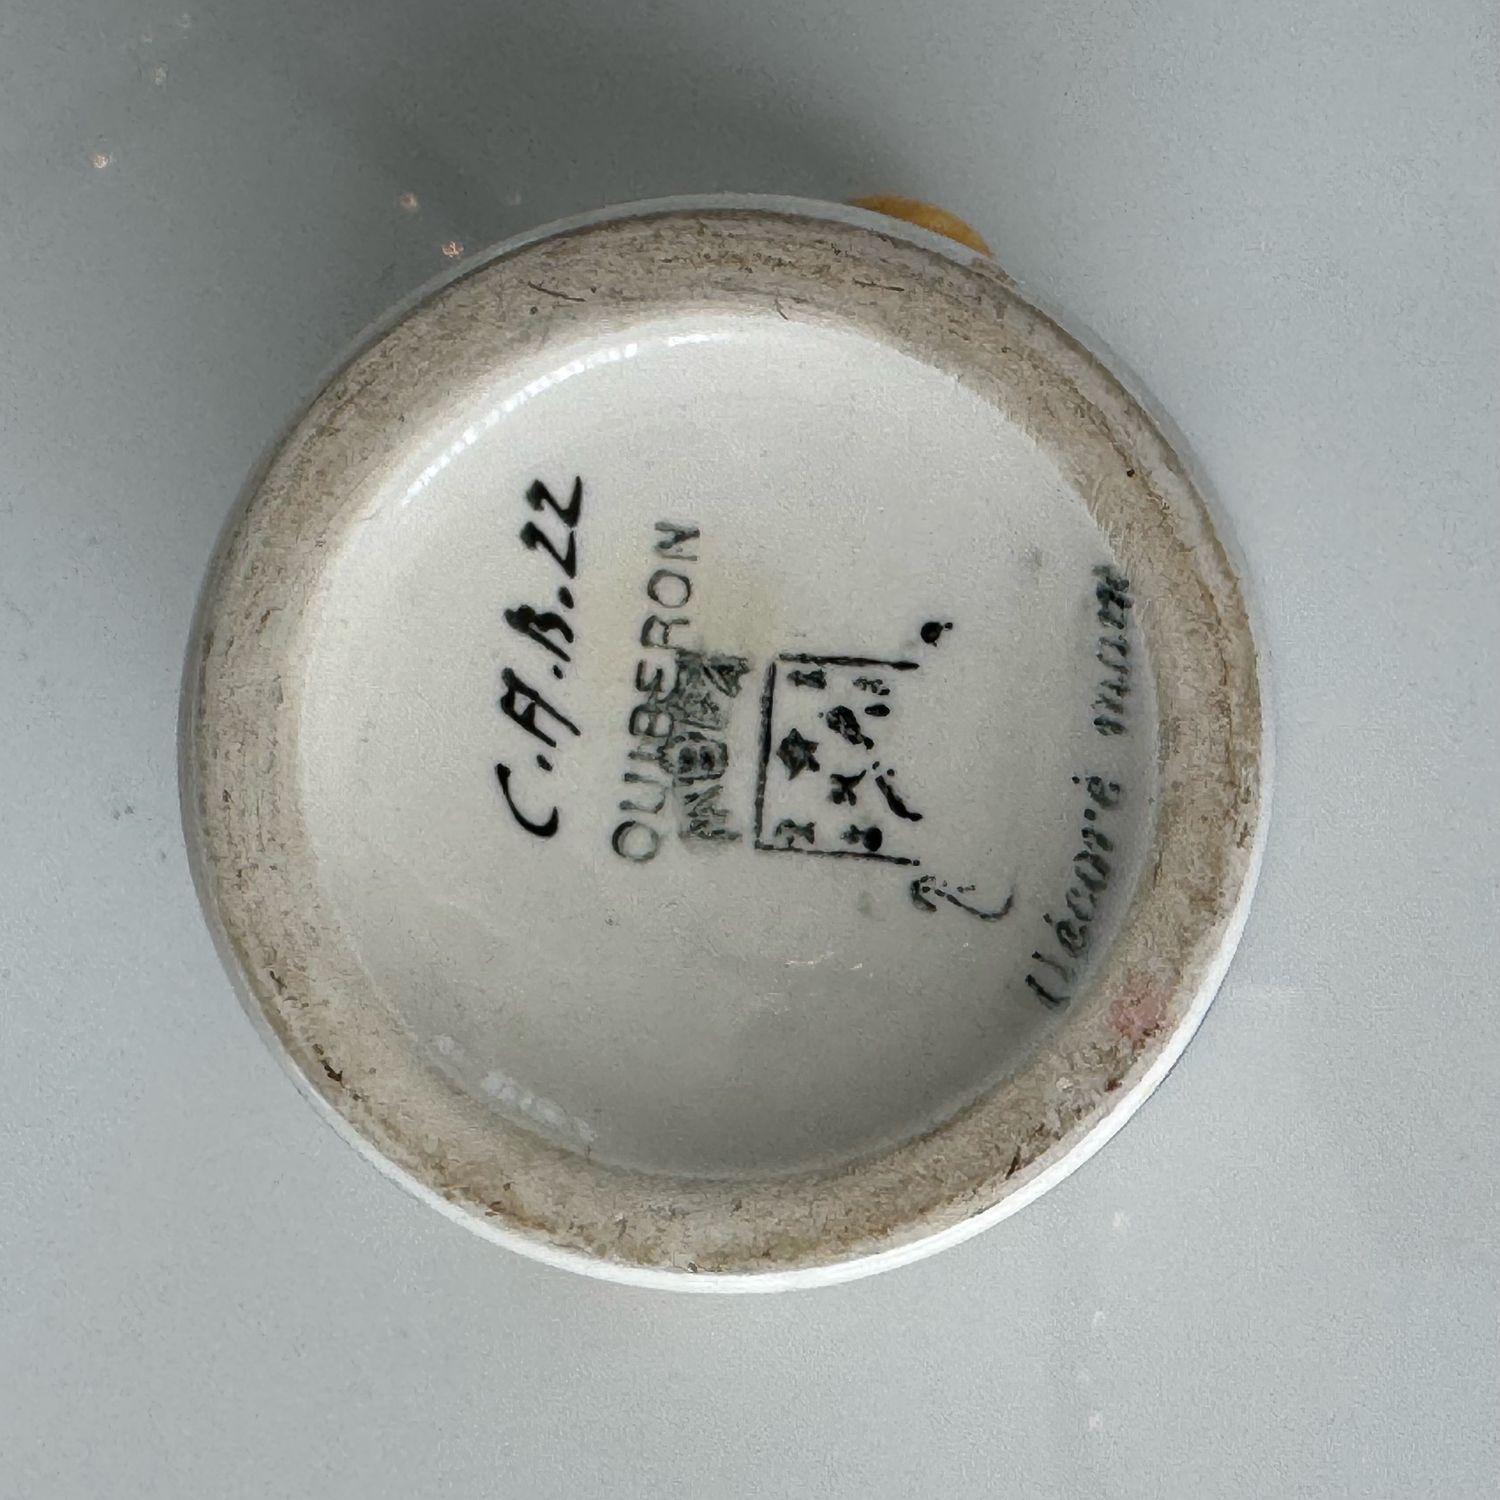 C.A.B.22
QUIBERON
Décoré main